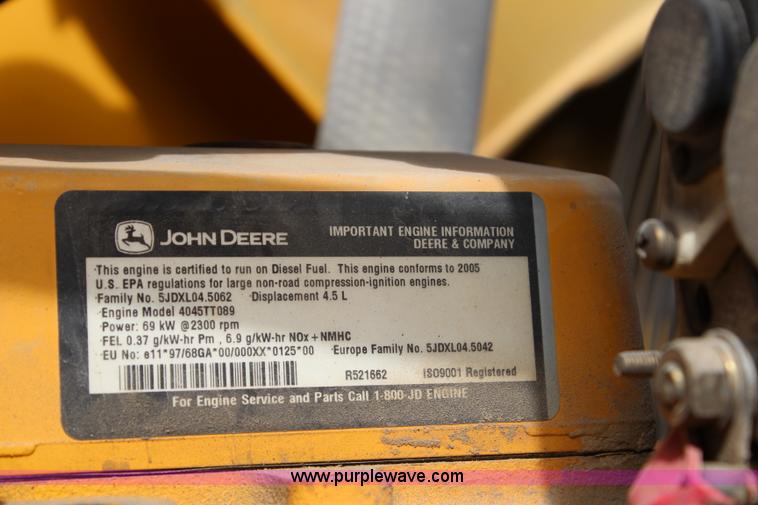 JOHN DEERE
IMPORTANT ENGINE INFORMATION
DEERE & COMPANY
This engine is certified to run on Diesel Fuel. This engine conforms to 2005
U.S. EPA regulations for large non-road compression-ignition engines.
Family No. 5JDXL04.5062 Displacement 4.5 L
Engine Model 4045TT089
Power: 69 kW @2300 rpm
FEL 0.37 g/kW-hr Pm , 6.9 g/kW-hr NOx+NMHC
EU No: e11*97/68GA*00/000XX*0125*00 Europe Family No. 5JDXL04.5042
R521662 ISO9001 Registered
For Engine Service and Parts Call 1-800-JD ENGINE
www.purplewave.com